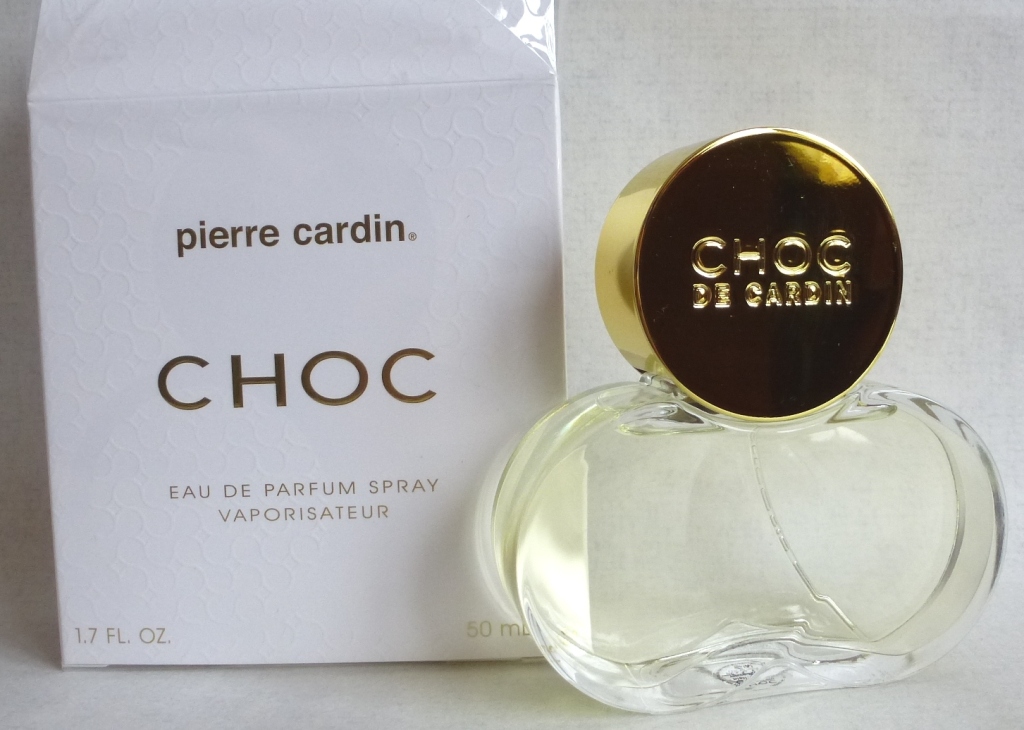 pierre cardin®
CHOC
EAU DE PARFUM SPRAY
VAPORISATEUR
1.7 FL. OZ.
50 mL
CHOC
DE CARDIN